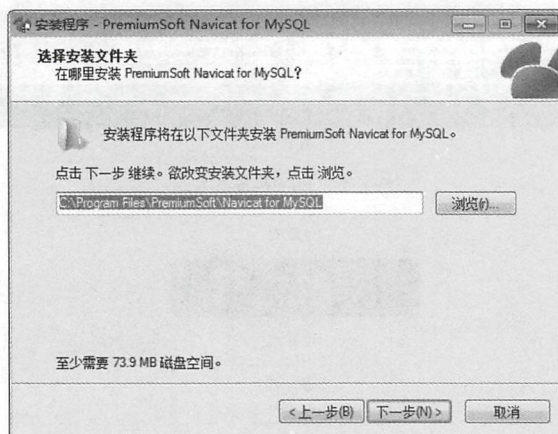 安装程序 - PremiumSoft Navicat for MySQL
选择安装文件夹
在哪里安装 PremiumSoft Navicat for MySQL?
安装程序将在以下文件夹安装 PremiumSoft Navicat for MySQL。
点击 下一步 继续。欲改变安装文件夹，点击 浏览。
C:\Program Files\PremiumSoft\Navicat for MySQL
浏览(r)...
至少需要 73.9 MB 磁盘空间。
<上一步(B)
下一步(N)>
取消